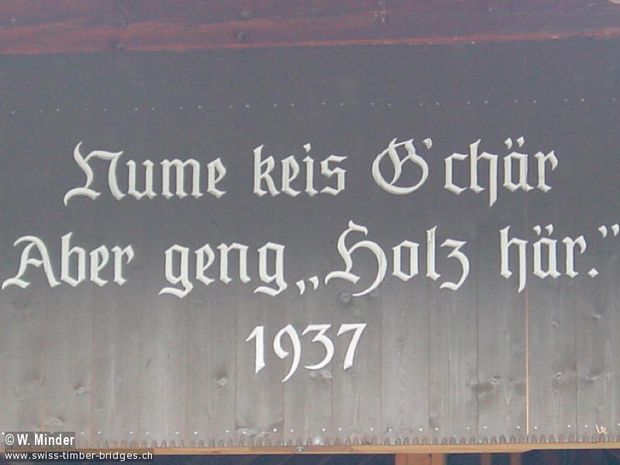 Nume keis G'chär
Aber geng „Holz här.”
1937
© W. Minder
www.swiss-timber-bridges.ch